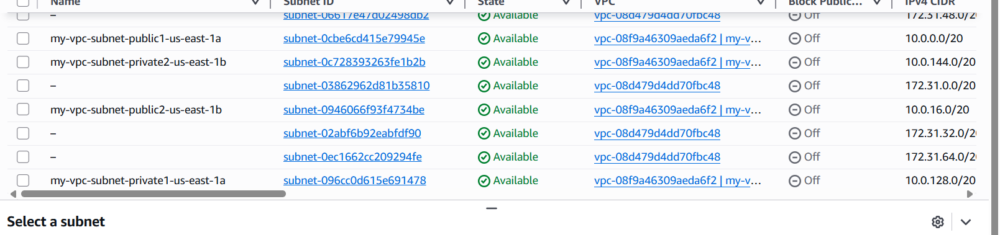 Name Subnet ID State VPC Block Public... IPv4 CIDR
– subnet-06617e47d02498db2 Available vpc-08d479d4dd70fbc48 Off 172.31.48.0/20
my-vpc-subnet-public1-us-east-1a subnet-0cbe6cd415e79945e Available vpc-08f9a46309aeda6f2 | my-v... Off 10.0.0.0/20
my-vpc-subnet-private2-us-east-1b subnet-0c728393263fe1b2b Available vpc-08f9a46309aeda6f2 | my-v... Off 10.0.144.0/20
– subnet-03862962d81b35810 Available vpc-08d479d4dd70fbc48 Off 172.31.0.0/20
my-vpc-subnet-public2-us-east-1b subnet-0946066f93f4734be Available vpc-08f9a46309aeda6f2 | my-v... Off 10.0.16.0/20
– subnet-02abf6b92eabfdf90 Available vpc-08d479d4dd70fbc48 Off 172.31.32.0/20
– subnet-0ec1662cc209294fe Available vpc-08d479d4dd70fbc48 Off 172.31.64.0/20
my-vpc-subnet-private1-us-east-1a subnet-096cc0d615e691478 Available vpc-08f9a46309aeda6f2 | my-v... Off 10.0.128.0/20
Select a subnet